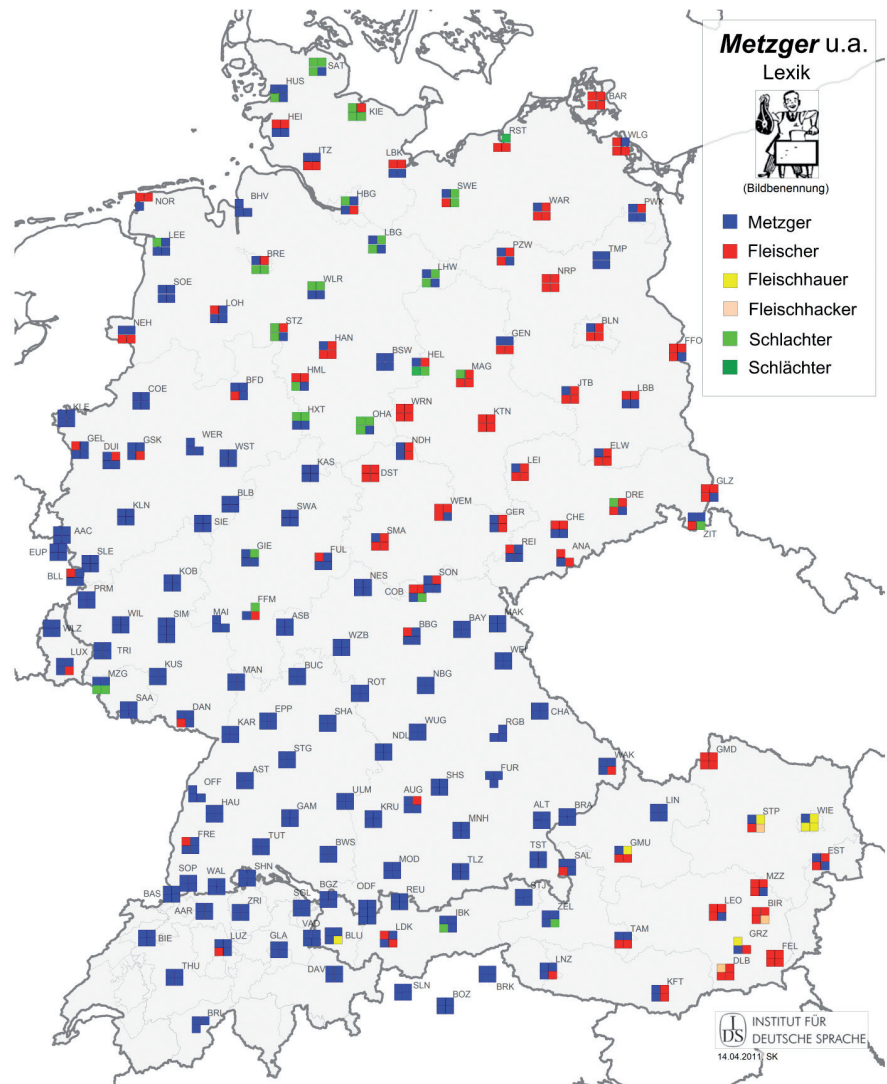 Metzger u.a.
Lexik
(Bildbenennung)
Metzger
Fleischer
Fleischhauer
Fleischhacker
Schlachter
Schlächter
SAT
HUS
KIE
HEI
BAR
RST
WLG
ITZ
LBK
NOR
BHV
HBG
SWE
WAR
PWK
LEE
LBG
BRE
PZW
TMP
SOE
WLR
LHW
NRP
LOH
NEH
STZ
HAN
GEN
BLN
FFO
BSW
HEL
MAG
COE
BFD
HML
JTB
LBB
KLE
HXT
OHA
WRN
KTN
GEL
DUI
GSK
WER
WST
NDH
ELW
KAS
DST
LEI
GLZ
KLN
BLB
SIE
SWA
WEM
GER
CHE
DRE
ZIT
AAC
EUP
SLE
GIE
FUL
SMA
REI
ANA
BLL
KOB
NES
SON
COB
PRM
FFM
WIL
SIM
MAI
ASB
BBG
BAY
MAK
WLZ
TRI
WZB
WEI
LUX
KUS
MAN
BUC
ROT
NBG
MZG
SAA
DAN
KAR
EPP
SHA
WUG
RGB
CHA
NDL
STG
GMD
WAK
AST
FUR
OFF
ULM
AUG
SHS
HAU
GAM
KRU
ALT
BRA
LIN
STP
WIE
MNH
FRE
TUT
BWS
TST
GMU
EST
SAL
SOP
WAL
SHN
MOD
TLZ
MZZ
BAS
SGL
BGZ
ODF
REU
STJ
AAR
ZRI
ZEL
LEO
BIR
BIE
LUZ
GLA
VAD
BLU
LDK
IBK
TAM
GRZ
THU
DAV
LNZ
DLB
FEL
SLN
BOZ
BRK
KFT
BRI
IDS
INSTITUT FÜR
DEUTSCHE SPRACHE
14.04.2011, SK